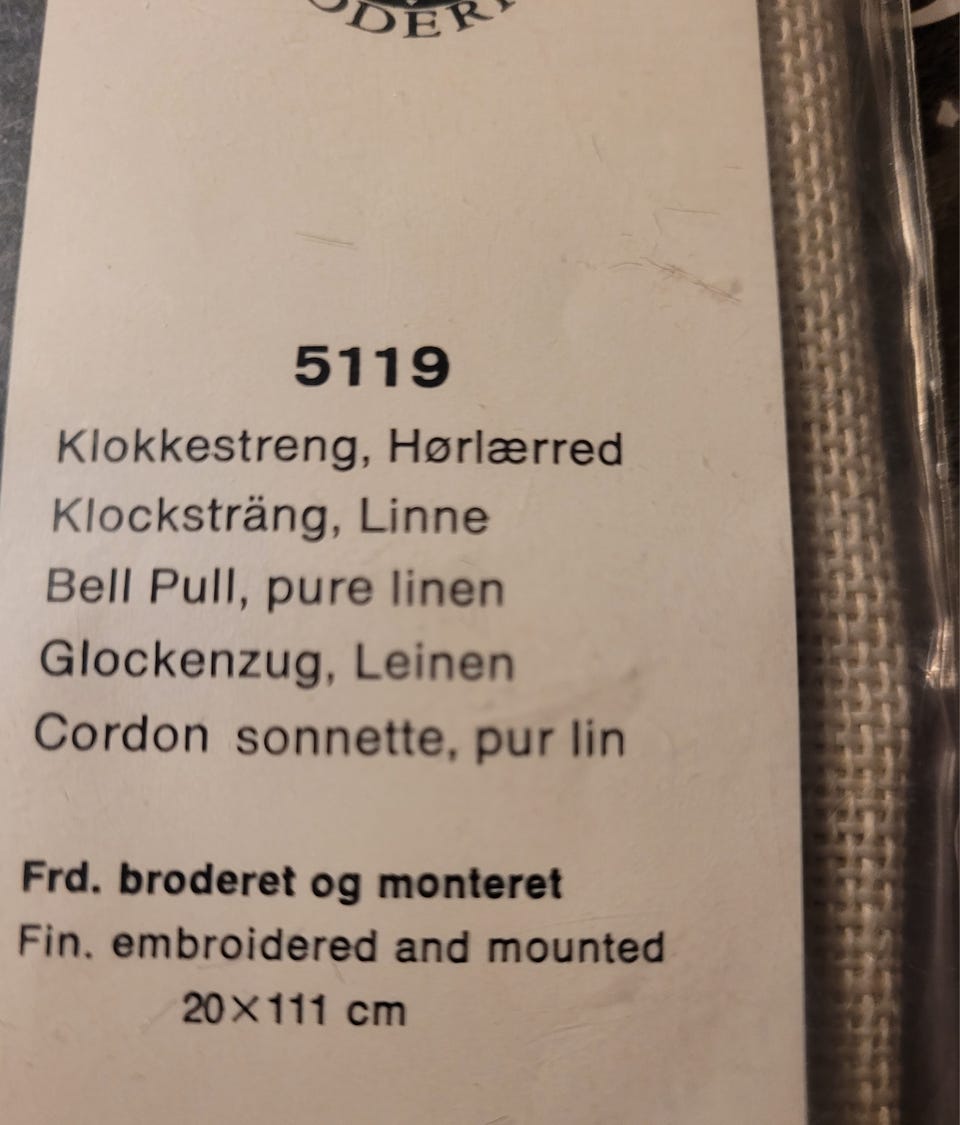 5119
Klokkestreng, Hørlærred
Klocksträng, Linne
Bell Pull, pure linen
Glockenzug, Leinen
Cordon sonnette, pur lin
Frd. broderet og monteret
Fin. embroidered and mounted
20×111 cm